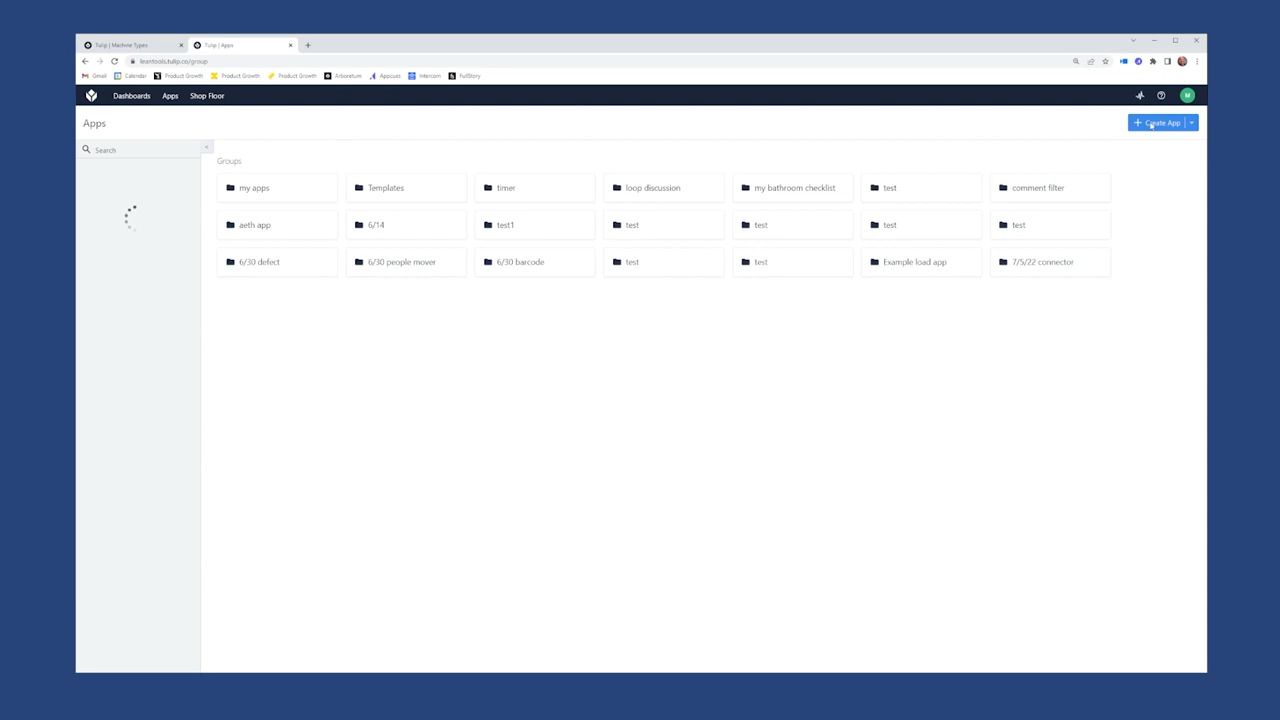 Tulip | Machine Types
Tulip | Apps
leantools.tulip.co/group
Gmail Calendar Product Growth Product Growth Product Growth Arboretum Appcues Intercom FullStory
Dashboards Apps Shop Floor M
Apps + Create App
Search
Groups
my apps Templates timer loop discussion my bathroom checklist test comment filter
aeth app 6/14 test1 test test test test
6/30 defect 6/30 people mover 6/30 barcode test test Example load app 7/5/22 connector